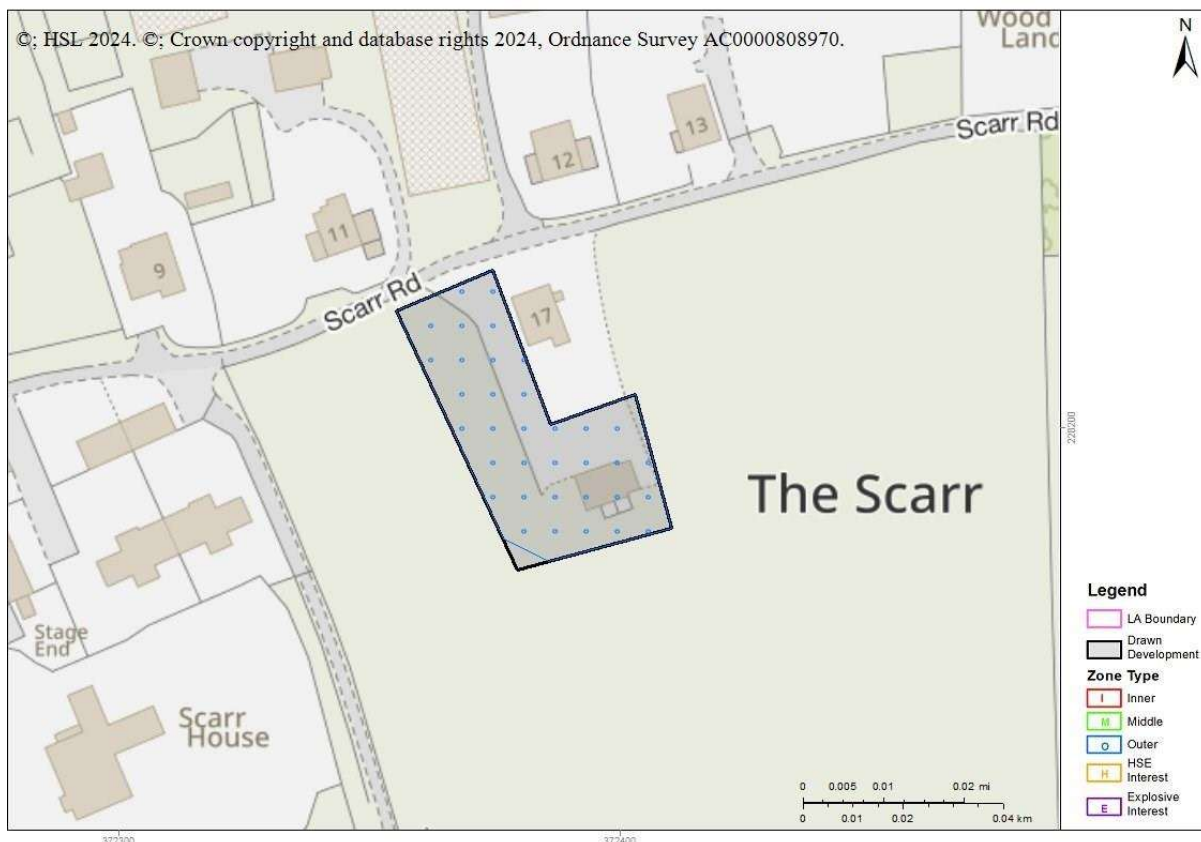 ©; HSL 2024. ©; Crown copyright and database rights 2024, Ordnance Survey AC0000808970.
Wood
Land
N
13
Scarr Rd
12
11
9
Scarr Rd
17
228200
The Scarr
Stage
End
Scarr
House
Legend
LA Boundary
Drawn
Development
Zone Type
I Inner
M Middle
O Outer
H HSE
Interest
E Explosive
Interest
0 0.005 0.01 0.02 mi
0 0.01 0.02 0.04 km
372300
372400